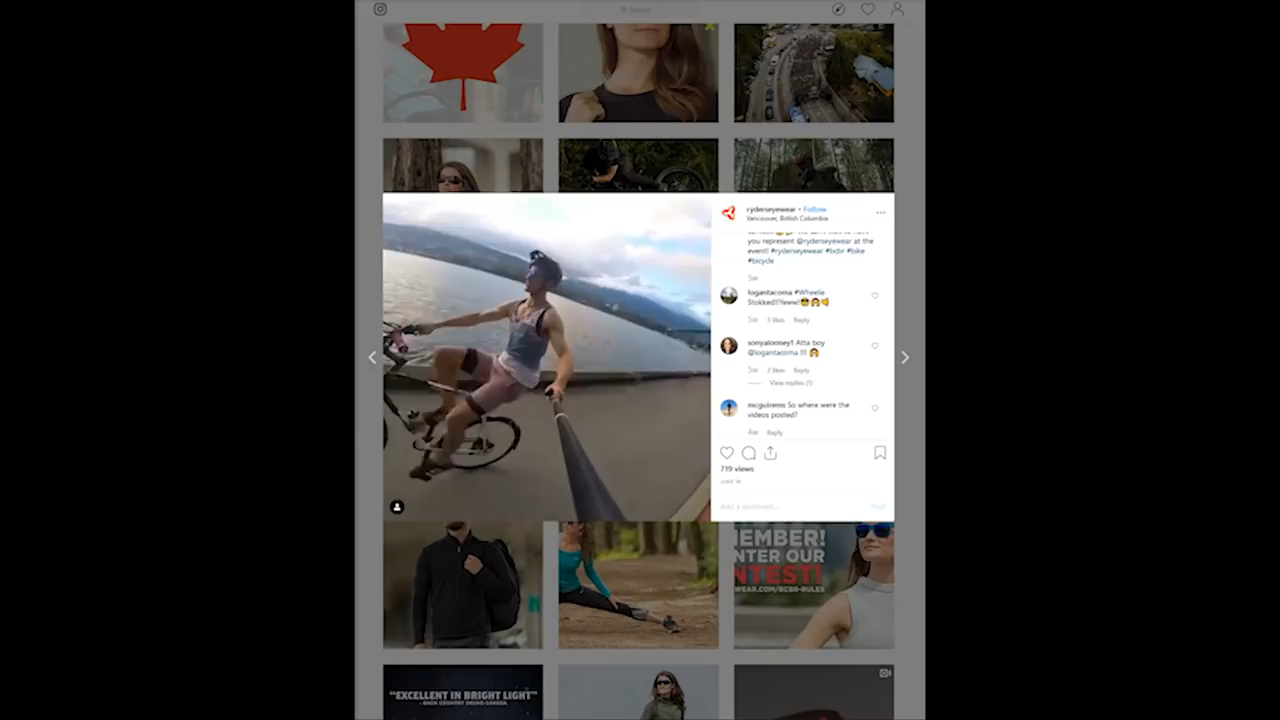 Search
ryderseyewear • Follow
Vancouver, British Columbia
you represent @ryderseyewear at the
event! #ryderseyewear #bcbr #bike
#bicycle
5w
logantacoma #Wheelie
Stokked!!Yeww!😎
5w 3 likes Reply
sonyalooney1 Atta boy
@logantacoma !!!
5w 2 likes Reply
View replies (1)
mcguirems So where were the
videos posted?
4w Reply
719 views
JUNE
Add a comment...
Post
EMBER!
NTER OUR
NTEST!
WEAR.COM/BCBR-RULES
"EXCELLENT IN BRIGHT LIGHT"